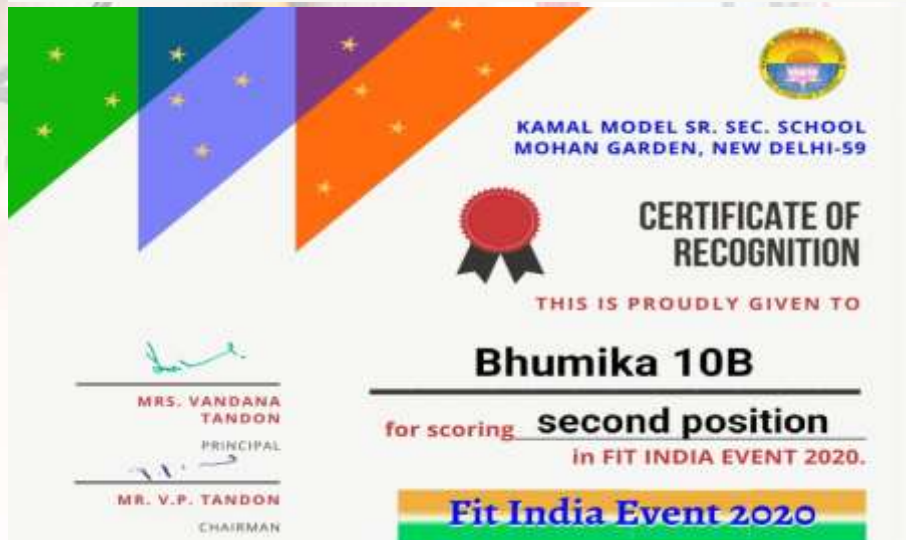 KAMAL MODEL SR. SEC. SCHOOL
MOHAN GARDEN, NEW DELHI-59
CERTIFICATE OF
RECOGNITION
THIS IS PROUDLY GIVEN TO
Bhumika 10B
for scoring second position
in FIT INDIA EVENT 2020.
Fit India Event 2020
MRS. VANDANA
TANDON
PRINCIPAL
MR. V.P. TANDON
CHAIRMAN